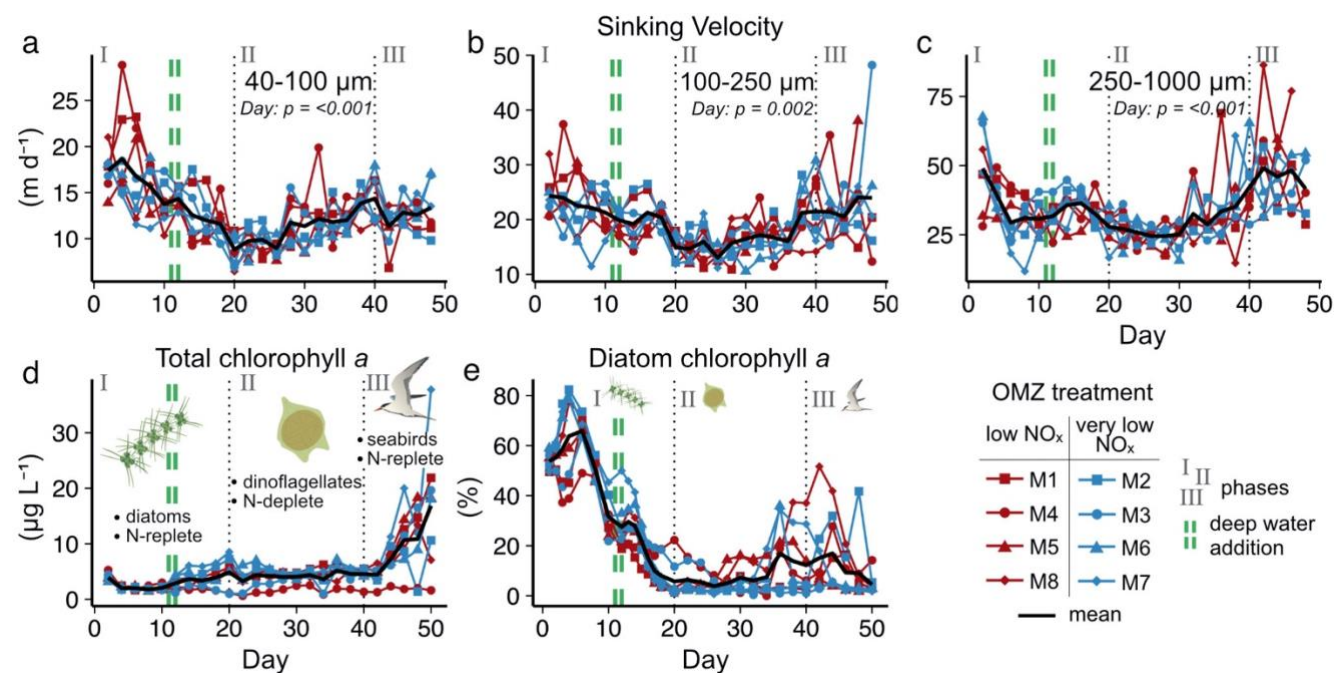 Sinking Velocity
a
I
II
III
40-100 µm
Day: p = <0.001
(m d⁻¹)
25
20
15
10
0
10
20
30
40
50
b
I
II
III
100-250 µm
Day: p = 0.002
50
40
30
20
10
0
10
20
30
40
50
c
I
II
III
250-1000 µm
Day: p = <0.001
75
50
25
0
10
20
30
40
50
Day
d
Total chlorophyll a
I
II
III
• diatoms
• N-replete
• dinoflagellates
• N-deplete
• seabirds
• N-replete
(µg L⁻¹)
30
20
10
0
0
10
20
30
40
50
Day
e
Diatom chlorophyll a
I
II
III
(%)
80
60
40
20
0
0
10
20
30
40
50
Day
OMZ treatment
low NOₓ
very low
NOₓ
M1
M2
M4
M3
M5
M6
M8
M7
mean
I
II
III
phases
deep water
addition